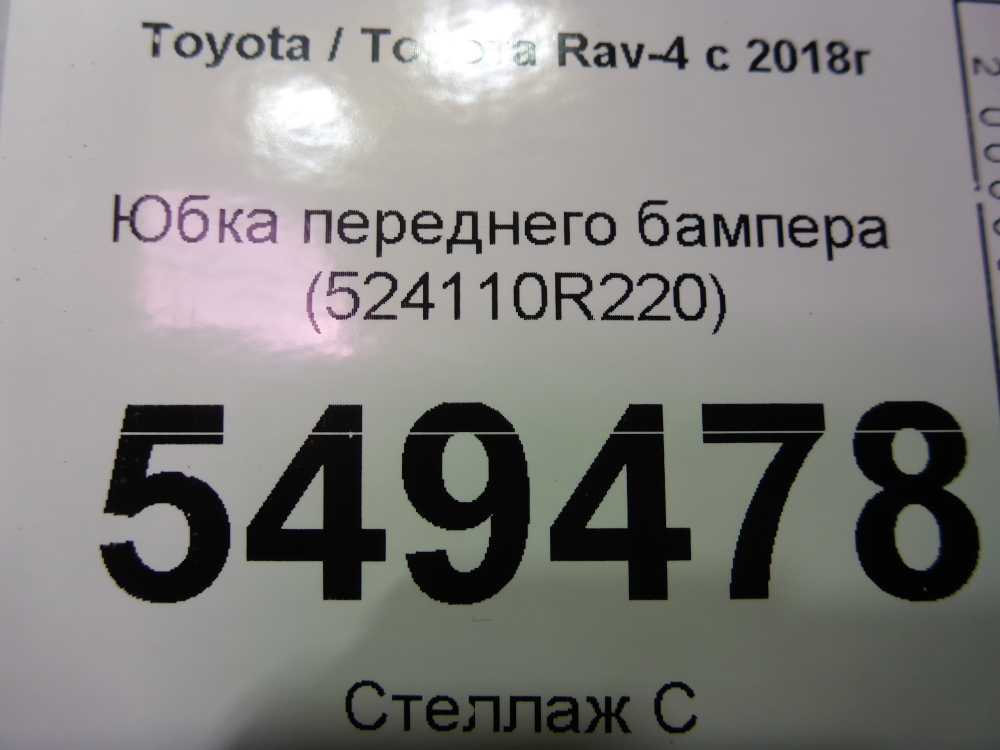 Toyota / Toyota Rav-4 с 2018г
Юбка переднего бампера
(524110R220)
549478
Стеллаж С